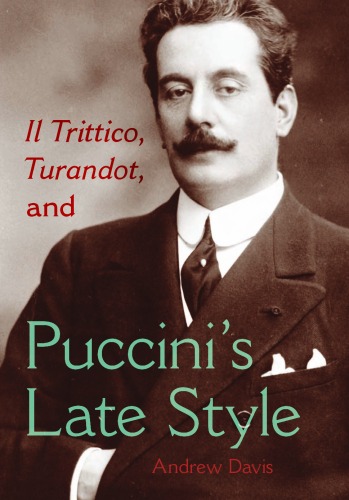 Il Trittico,
Turandot,
and
Puccini's
Late Style
Andrew Davis